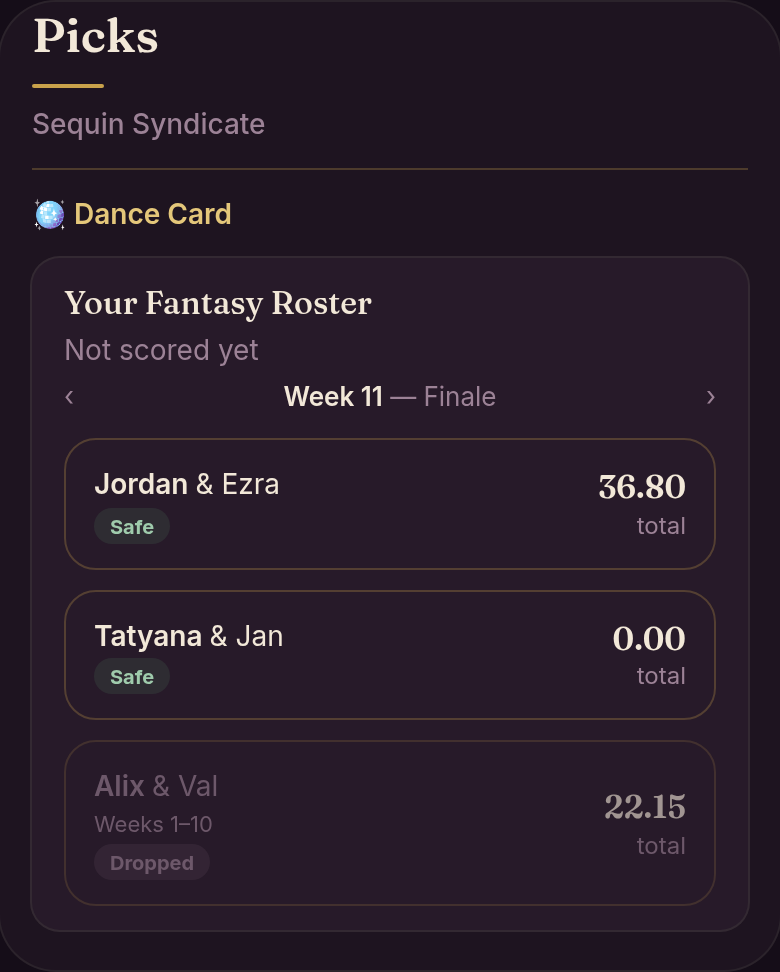 Picks
Sequin Syndicate
Dance Card
Your Fantasy Roster
Not scored yet
‹ Week 11 — Finale ›
Jordan & Ezra
Safe
36.80
total
Tatyana & Jan
Safe
0.00
total
Alix & Val
Weeks 1–10
Dropped
22.15
total